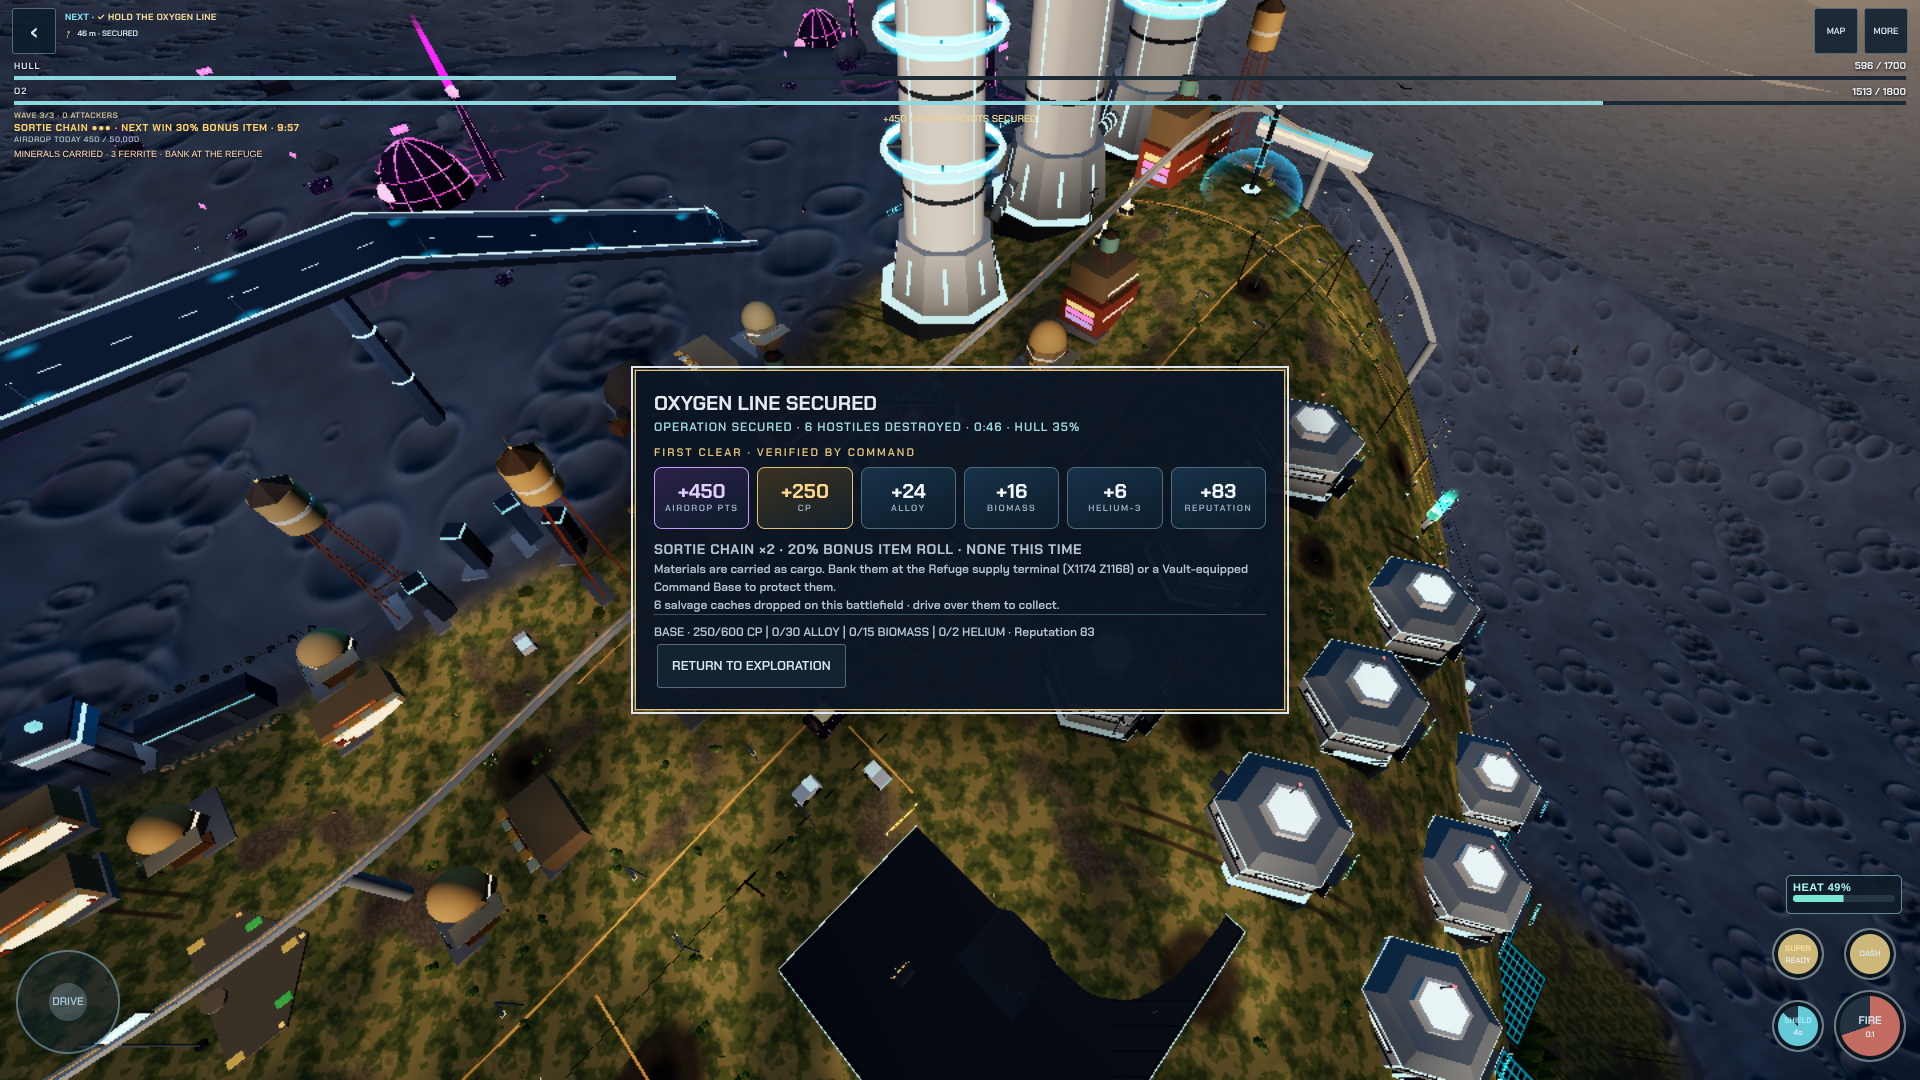 <
NEXT · ✓ HOLD THE OXYGEN LINE
↑ 46 m · SECURED
MAP
MORE
HULL
596 / 1700
O2
1513 / 1800
WAVE 3/3 · 0 ATTACKERS
SORTIE CHAIN ●●● · NEXT WIN 30% BONUS ITEM · 9:57
AIRDROP TODAY 450 / 50,000
MINERALS CARRIED · 3 FERRITE · BANK AT THE REFUGE
+450 AIRDROP POINTS SECURED
OXYGEN LINE SECURED
OPERATION SECURED · 6 HOSTILES DESTROYED · 0:46 · HULL 35%
FIRST CLEAR · VERIFIED BY COMMAND
+450 +250 +24 +16 +6 +83
AIRDROP PTS CP ALLOY BIOMASS HELIUM-3 REPUTATION
SORTIE CHAIN ×2 · 20% BONUS ITEM ROLL · NONE THIS TIME
Materials are carried as cargo. Bank them at the Refuge supply terminal (X1174 Z1168) or a Vault-equipped
Command Base to protect them.
6 salvage caches dropped on this battlefield · drive over them to collect.
BASE · 250/600 CP | 0/30 ALLOY | 0/15 BIOMASS | 0/2 HELIUM · Reputation 83
RETURN TO EXPLORATION
HEAT 49%
SUPER
READY
DASH
DRIVE
SHIELD
4s
FIRE
0.1